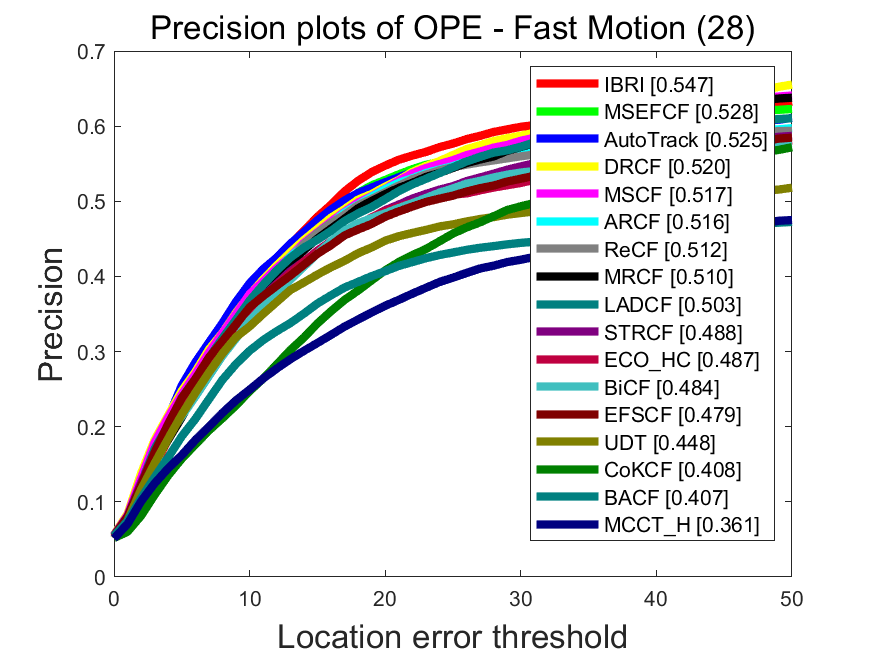 Precision plots of OPE - Fast Motion (28)
0.7
0.6
0.5
0.4
0.3
0.2
0.1
0
Precision
IBRI [0.547]
MSEFCF [0.528]
AutoTrack [0.525]
DRCF [0.520]
MSCF [0.517]
ARCF [0.516]
ReCF [0.512]
MRCF [0.510]
LADCF [0.503]
STRCF [0.488]
ECO_HC [0.487]
BiCF [0.484]
EFSCF [0.479]
UDT [0.448]
CoKCF [0.408]
BACF [0.407]
MCCT_H [0.361]
0 10 20 30 40 50
Location error threshold